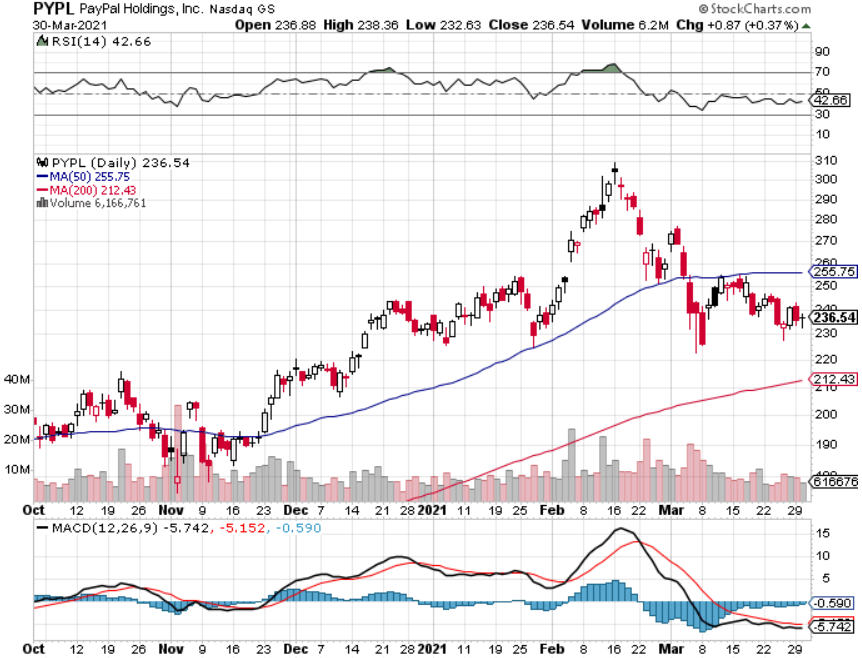 PYPL PayPal Holdings, Inc. Nasdaq GS © StockCharts.com
30-Mar-2021 Open 236.88 High 238.36 Low 232.63 Close 236.54 Volume 6.2M Chg +0.87 (+0.37%)
RSI(14) 42.66
90
70
50
42.66
30
10
PYPL (Daily) 236.54
MA(50) 255.75
MA(200) 212.43
Volume 6,166,761
310
300
290
280
270
260
255.75
250
240
236.54
230
220
212.43
210
200
190
180
6166761
40M
30M
20M
10M
Oct 5 12 19 26 Nov 9 16 23 Dec 7 14 21 28 2021 11 19 25 Feb 8 16 22 Mar 8 15 22 29
MACD(12,26,9) -5.742, -5.152, -0.590
15
10
5
-0.590
-5.742
Oct 5 12 19 26 Nov 9 16 23 Dec 7 14 21 28 2021 11 19 25 Feb 8 16 22 Mar 8 15 22 29